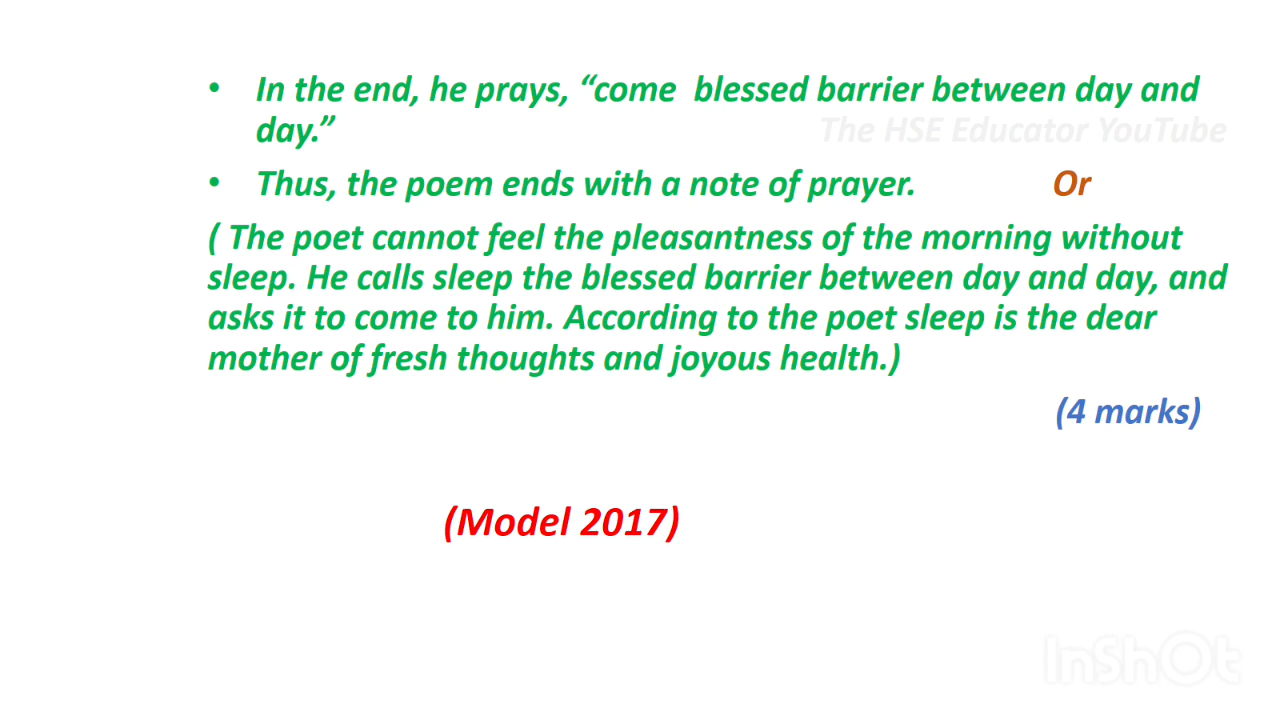 • In the end, he prays, “come  blessed barrier between day and
day.”
The HSE Educator YouTube
• Thus, the poem ends with a note of prayer. Or
( The poet cannot feel the pleasantness of the morning without
sleep. He calls sleep the blessed barrier between day and day, and
asks it to come to him. According to the poet sleep is the dear
mother of fresh thoughts and joyous health.)
(4 marks)
(Model 2017)
InShOt